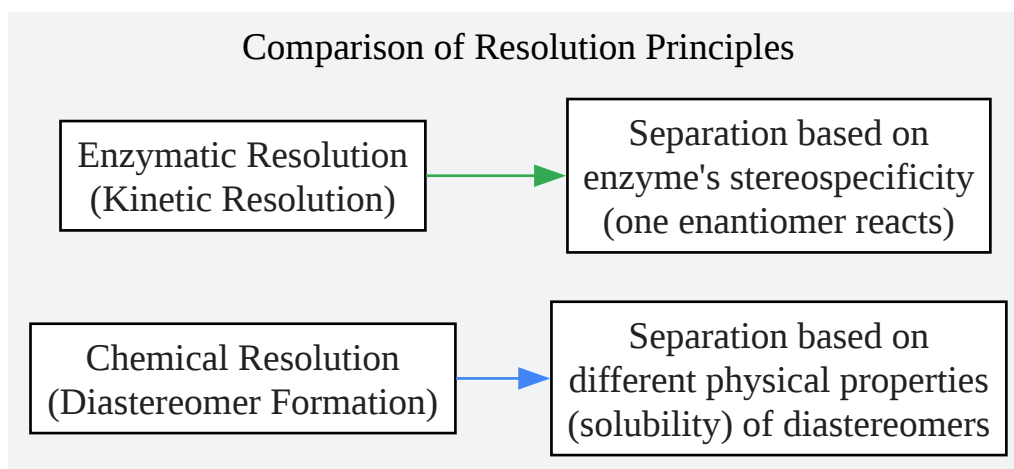 Comparison of Resolution Principles
Enzymatic Resolution
(Kinetic Resolution)
Separation based on
enzyme's stereospecificity
(one enantiomer reacts)
Chemical Resolution
(Diastereomer Formation)
Separation based on
different physical properties
(solubility) of diastereomers